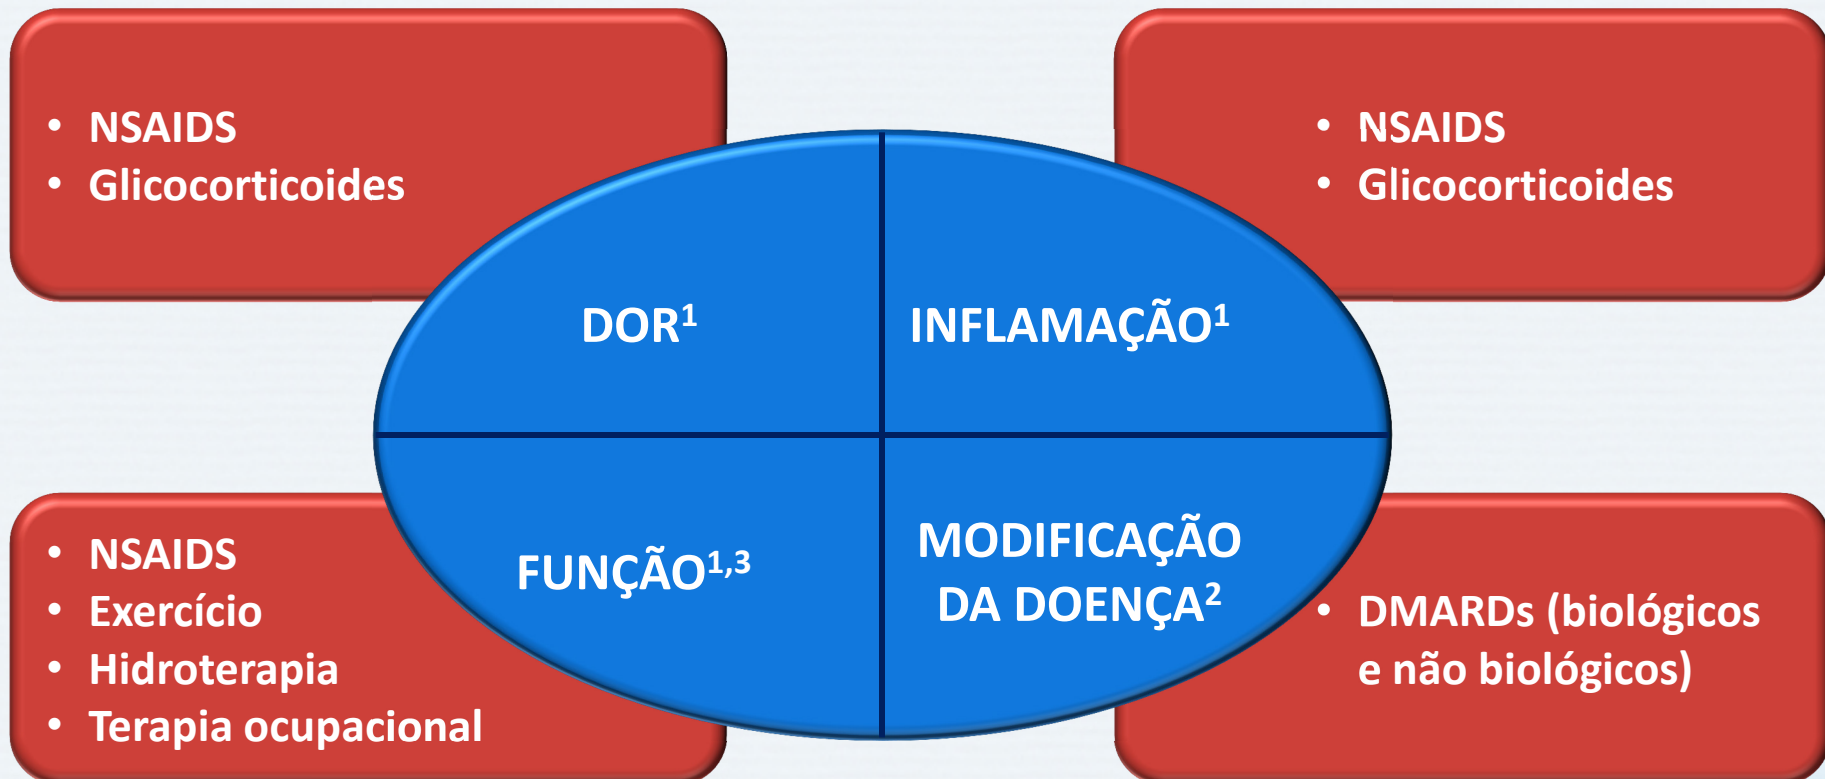 • NSAIDS
• Glicocorticoides
• NSAIDS
• Glicocorticoides
DOR¹
INFLAMAÇÃO¹
FUNÇÃO¹,³
MODIFICAÇÃO
DA DOENÇA²
• NSAIDS
• Exercício
• Hidroterapia
• Terapia ocupacional
• DMARDs (biológicos
e não biológicos)